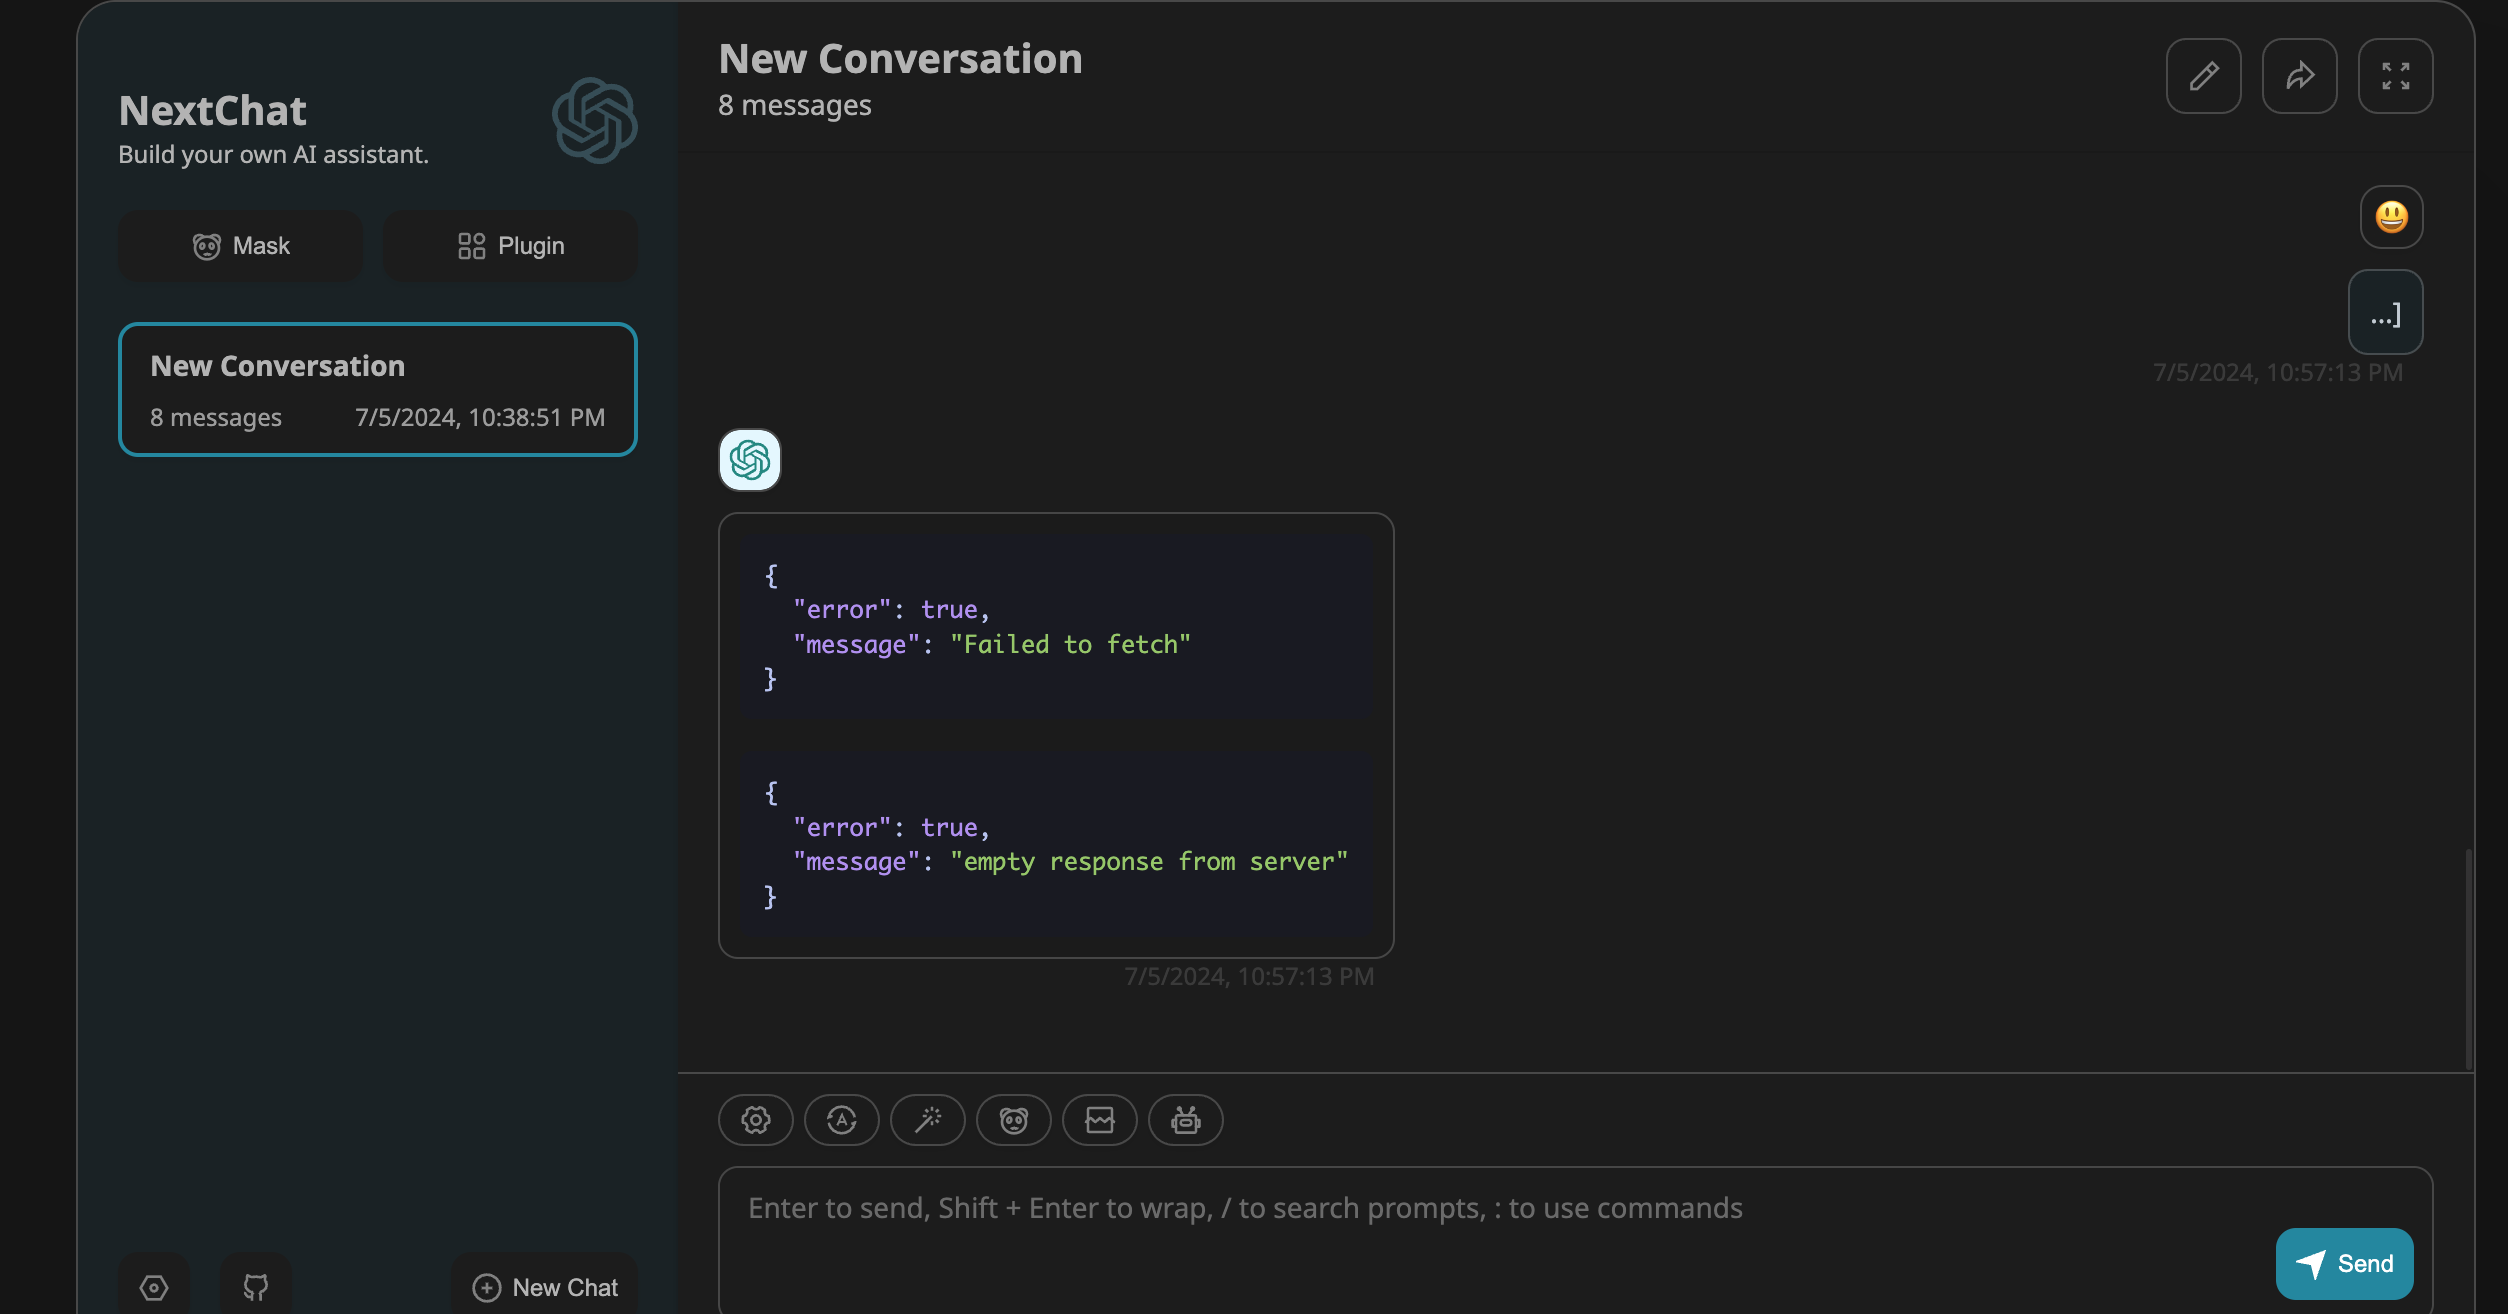 NextChat
Build your own AI assistant.
Mask
Plugin
New Conversation
8 messages
7/5/2024, 10:38:51 PM
New Chat
New Conversation
8 messages
...]
7/5/2024, 10:57:13 PM
{
  "error": true,
  "message": "Failed to fetch"
}
{
  "error": true,
  "message": "empty response from server"
}
7/5/2024, 10:57:13 PM
Enter to send, Shift + Enter to wrap, / to search prompts, : to use commands
Send